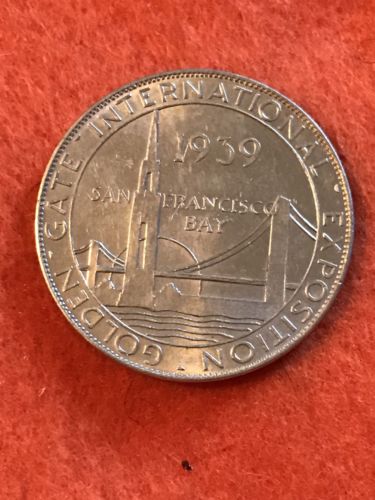 GOLDEN · GATE · INTERNATIONAL · EXPOSITION ·
1939
SAN FRANCISCO
BAY